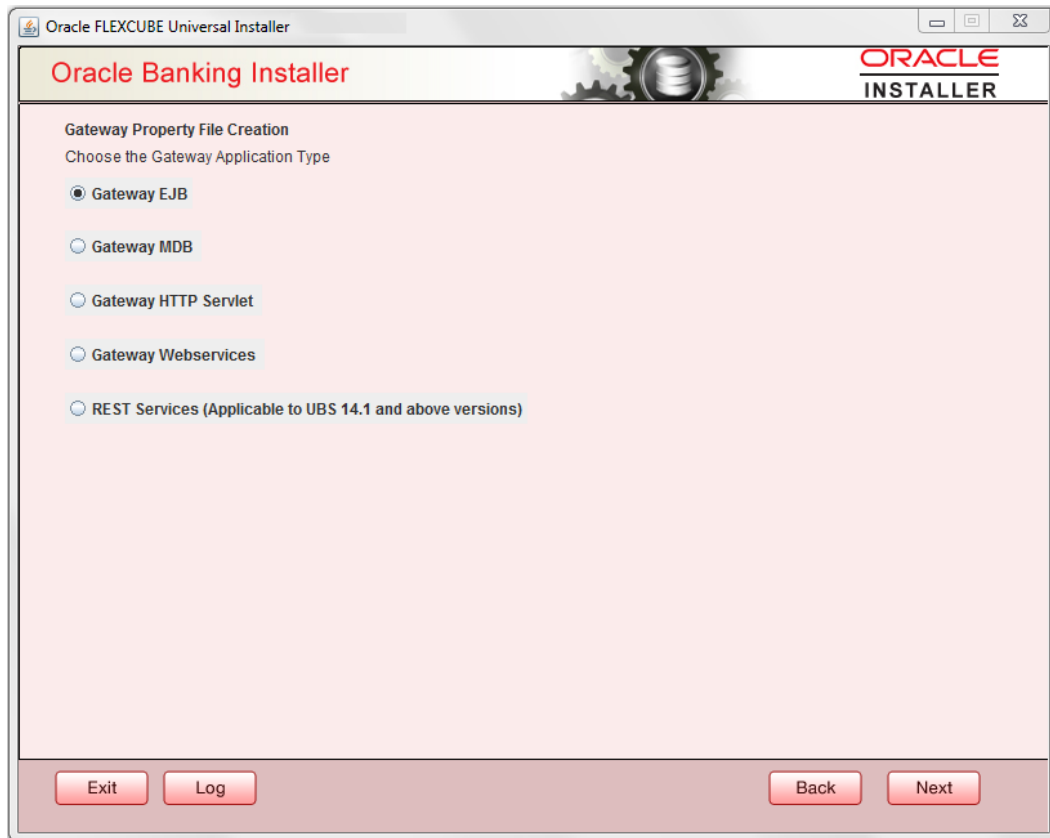 Oracle FLEXCUBE Universal Installer
Oracle Banking Installer
ORACLE
INSTALLER
Gateway Property File Creation
Choose the Gateway Application Type
Gateway EJB
Gateway MDB
Gateway HTTP Servlet
Gateway Webservices
REST Services (Applicable to UBS 14.1 and above versions)
Exit
Log
Back
Next